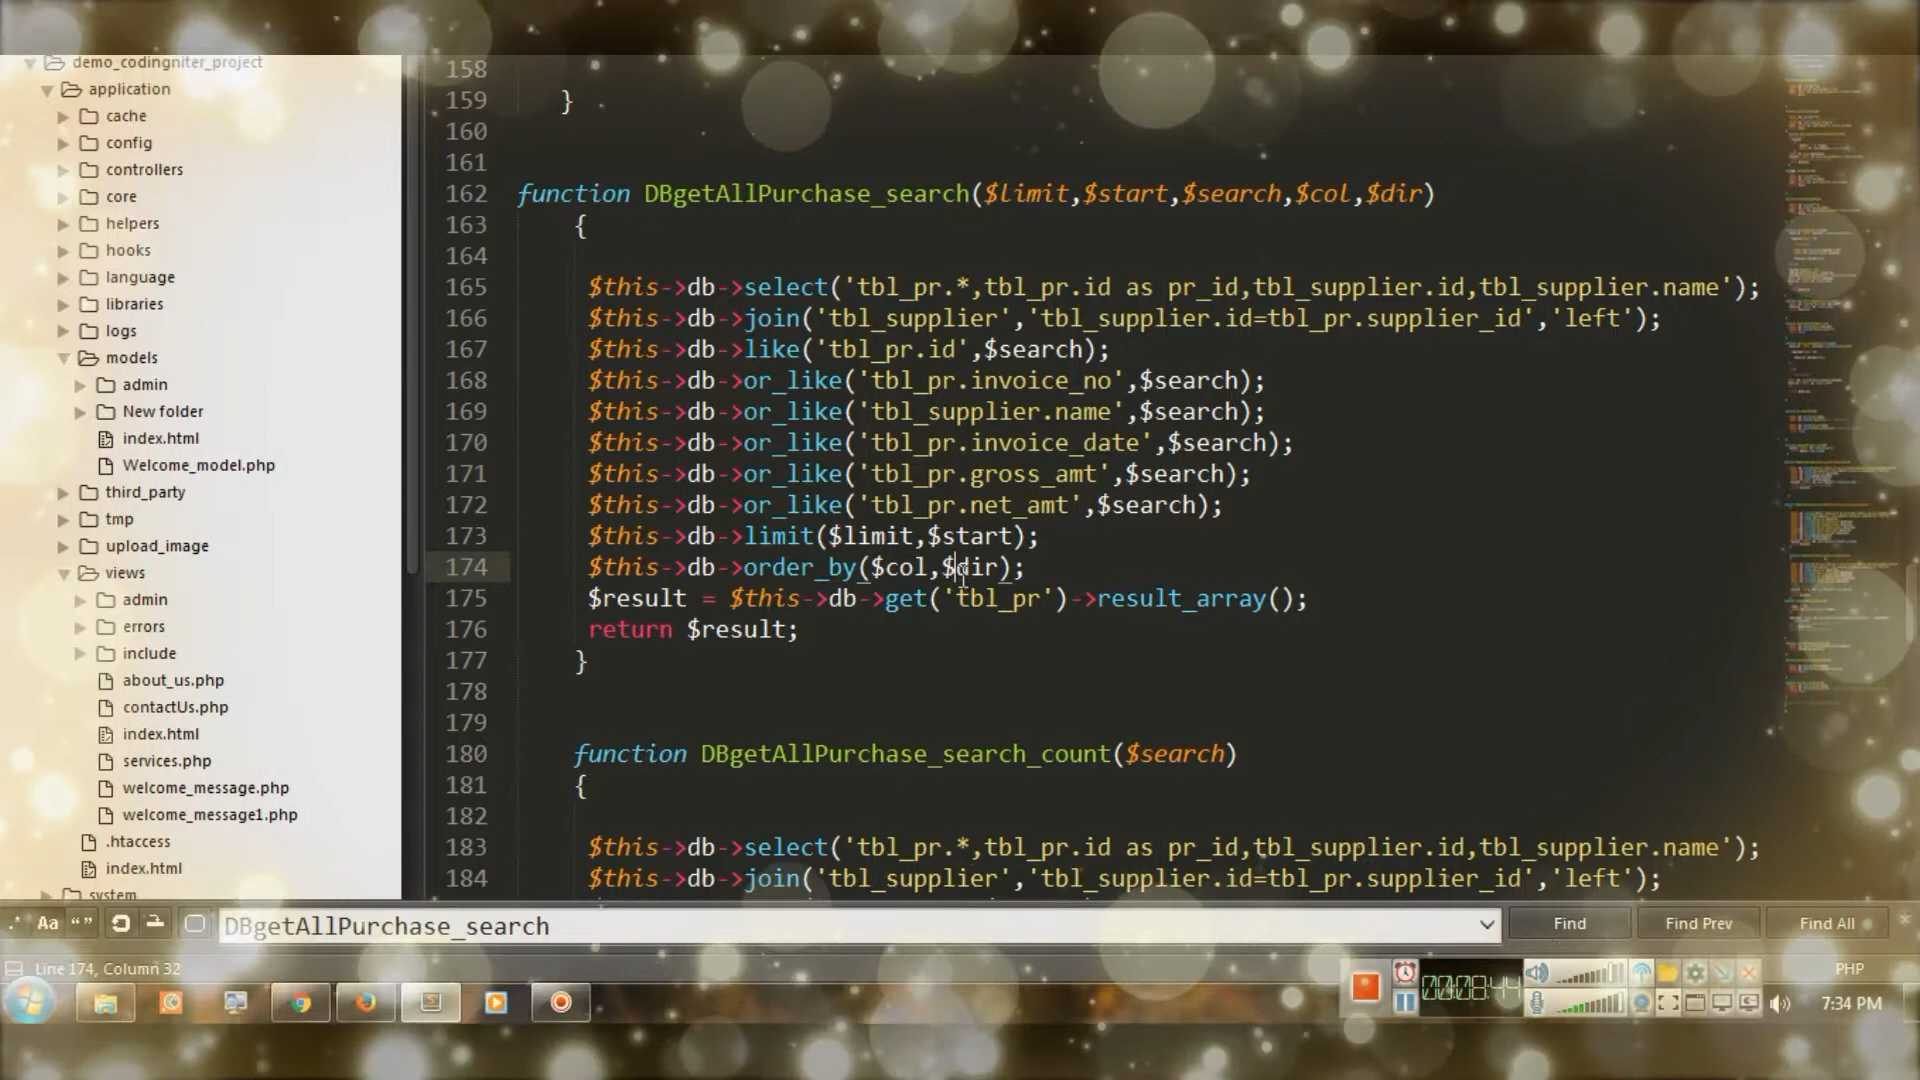 demo_codingniter_project
application
cache
config
controllers
core
helpers
hooks
language
libraries
logs
models
admin
New folder
index.html
Welcome_model.php
third_party
tmp
upload_image
views
admin
errors
include
about_us.php
contactUs.php
index.html
services.php
welcome_message.php
welcome_message1.php
.htaccess
index.html
system
158
159 }
160
161
162 function DBgetAllPurchase_search($limit,$start,$search,$col,$dir)
163 {
164
165 $this->db->select('tbl_pr.*,tbl_pr.id as pr_id,tbl_supplier.id,tbl_supplier.name');
166 $this->db->join('tbl_supplier','tbl_supplier.id=tbl_pr.supplier_id','left');
167 $this->db->like('tbl_pr.id',$search);
168 $this->db->or_like('tbl_pr.invoice_no',$search);
169 $this->db->or_like('tbl_supplier.name',$search);
170 $this->db->or_like('tbl_pr.invoice_date',$search);
171 $this->db->or_like('tbl_pr.gross_amt',$search);
172 $this->db->or_like('tbl_pr.net_amt',$search);
173 $this->db->limit($limit,$start);
174 $this->db->order_by($col,$dir);
175 $result = $this->db->get('tbl_pr')->result_array();
176 return $result;
177 }
178
179
180 function DBgetAllPurchase_search_count($search)
181 {
182
183 $this->db->select('tbl_pr.*,tbl_pr.id as pr_id,tbl_supplier.id,tbl_supplier.name');
184 $this->db->join('tbl_supplier','tbl_supplier.id=tbl_pr.supplier_id','left');
.* Aa “ ” DBgetAllPurchase_search Find Find Prev Find All
Line 174, Column 32 PHP
00:08:44 7:34 PM